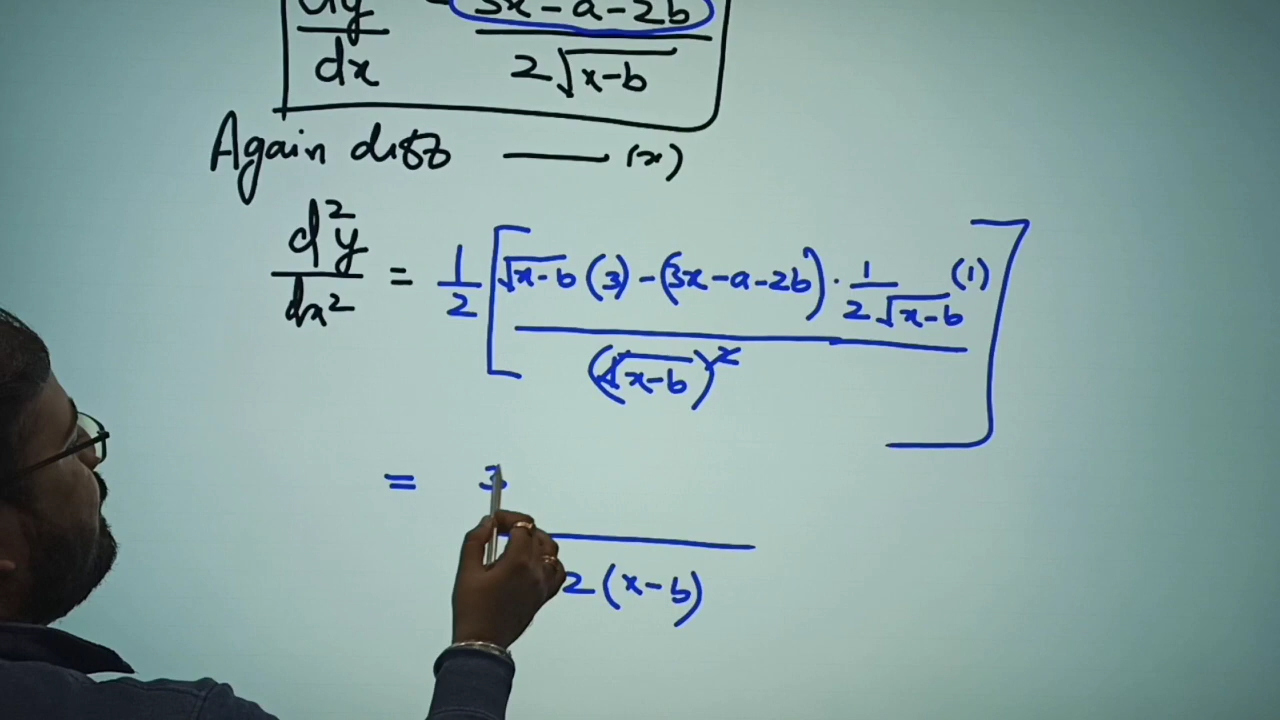 dy/dx = (3x-a-2b)/(2√(x-b))
Again diff —— (x)
d²y/dx² = 1/2 [(√(x-b) (3) - (3x-a-2b) · 1/(2√(x-b)) (1))/(√(x-b))²]
= 3/(2(x-b))